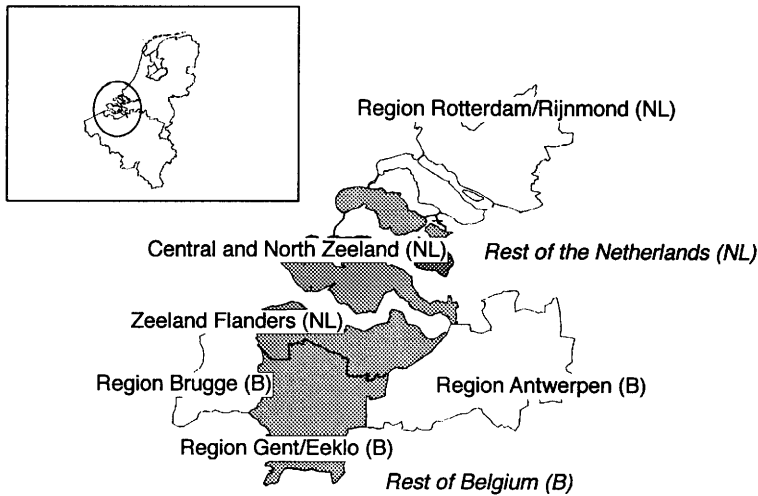 Region Rotterdam/Rijnmond (NL)
Central and North Zeeland (NL)
Rest of the Netherlands (NL)
Zeeland Flanders (NL)
Region Brugge (B)
Region Antwerpen (B)
Region Gent/Eeklo (B)
Rest of Belgium (B)